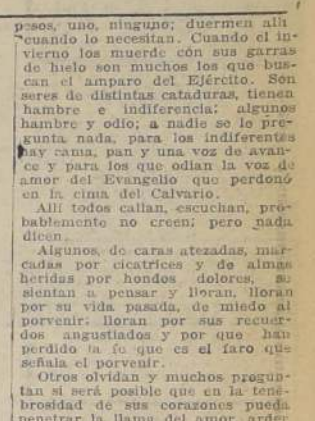 pesos, uno, ninguno; duermen allí
cuando lo necesitan. Cuando el in-
vierno los muerde con sus garras
de hielo son muchos los que bus-
can el amparo del Ejército. Son
seres de distintas cataduras, tienen
hambre e indiferencia; algunos
hambre y odio; a nadie se le pre-
gunta nada, para los indiferentes
hay cama, pan y una voz de avan-
ce y para los que odian la voz de
amor del Evangelio que perdonó
en la cima del Calvario.
Allí todos callan, escuchan, pro-
bablemente no creen; pero nada
dicen.
Algunos, de caras atezadas, mar-
cadas por cicatrices y de almas
heridas por hondos dolores, se
sientan a pensar y lloran, lloran
por su vida pasada, de miedo al
porvenir; lloran por sus recuer-
dos angustiados y por que han
perdido la fe que es el faro que
señala el porvenir.
Otros olvidan y muchos pregun-
tan si será posible que en la tene-
brosidad de sus corazones pueda
penetrar la llama del amor, arder